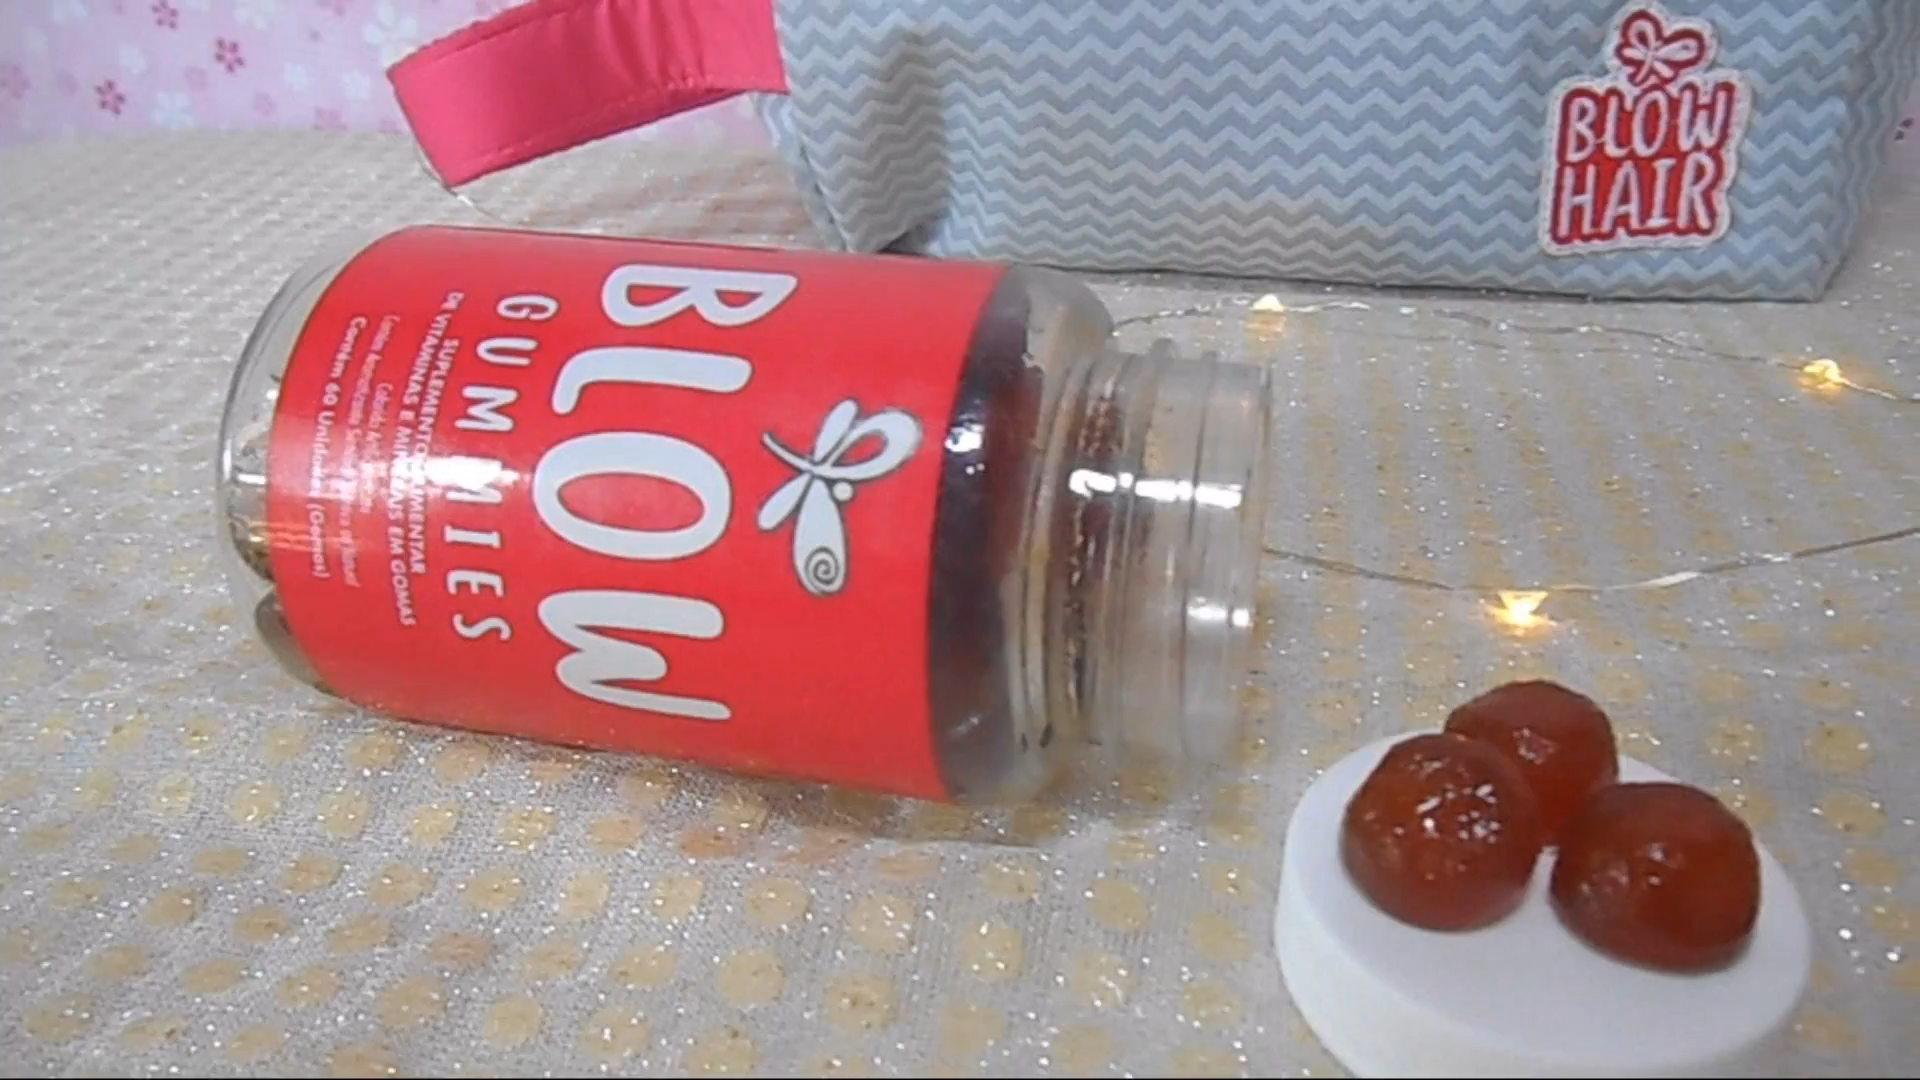 BLOW
HAIR
BLOW
GUMMIES
SUPLEMENTO ALIMENTAR
DE VITAMINAS E MINERAIS EM GOMAS
Contém 60 Unidades (Gomas)